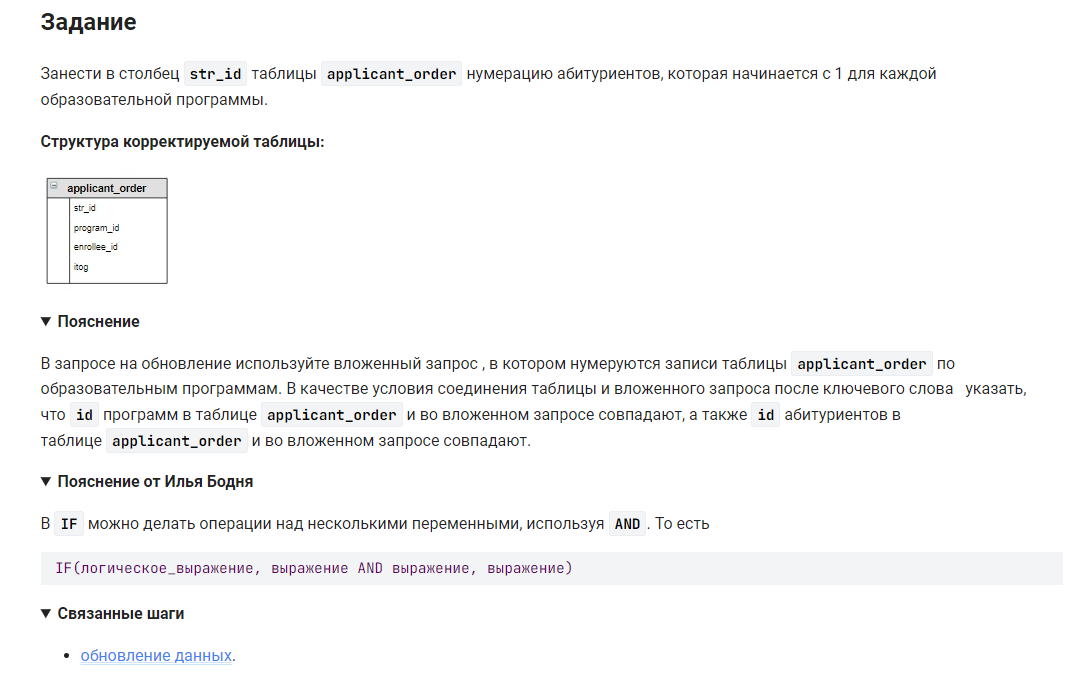 Задание
Занести в столбец str_id таблицы applicant_order нумерацию абитуриентов, которая начинается с 1 для каждой
образовательной программы.
Структура корректируемой таблицы:
applicant_order
str_id
program_id
enrollee_id
itog
▼ Пояснение
В запросе на обновление используйте вложенный запрос , в котором нумеруются записи таблицы applicant_order по
образовательным программам. В качестве условия соединения таблицы и вложенного запроса после ключевого слова указать,
что id программ в таблице applicant_order и во вложенном запросе совпадают, а также id абитуриентов в
таблице applicant_order и во вложенном запросе совпадают.
▼ Пояснение от Илья Бодня
В IF можно делать операции над несколькими переменными, используя AND. То есть
IF(логическое_выражение, выражение AND выражение, выражение)
▼ Связанные шаги
• обновление данных.